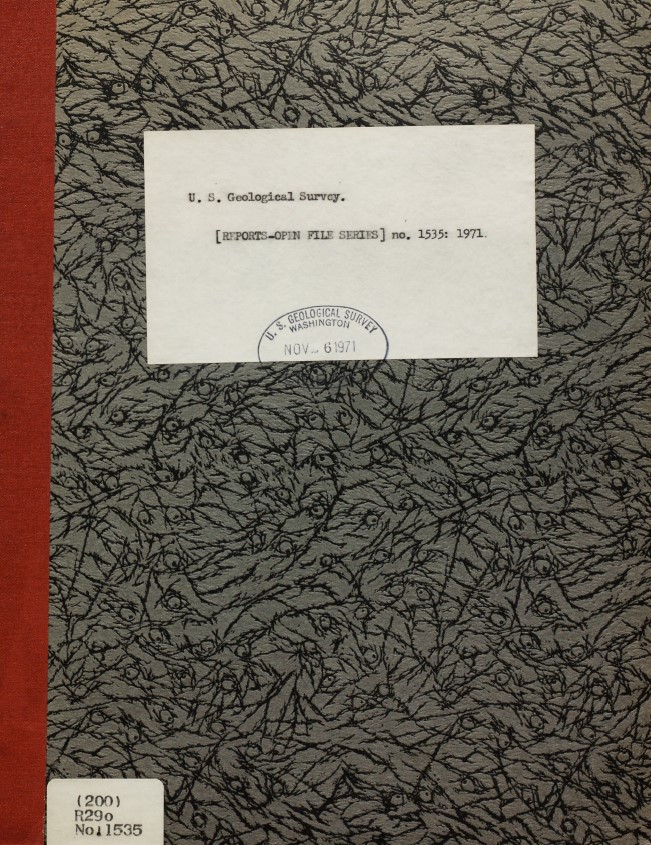 U. S. Geological Survey.
[REPORTS-OPEN FILE SERIES] no. 1535: 1971.
U. S. GEOLOGICAL SURVEY
WASHINGTON
NOV 6 1971
(200)
R29o
No. 1535